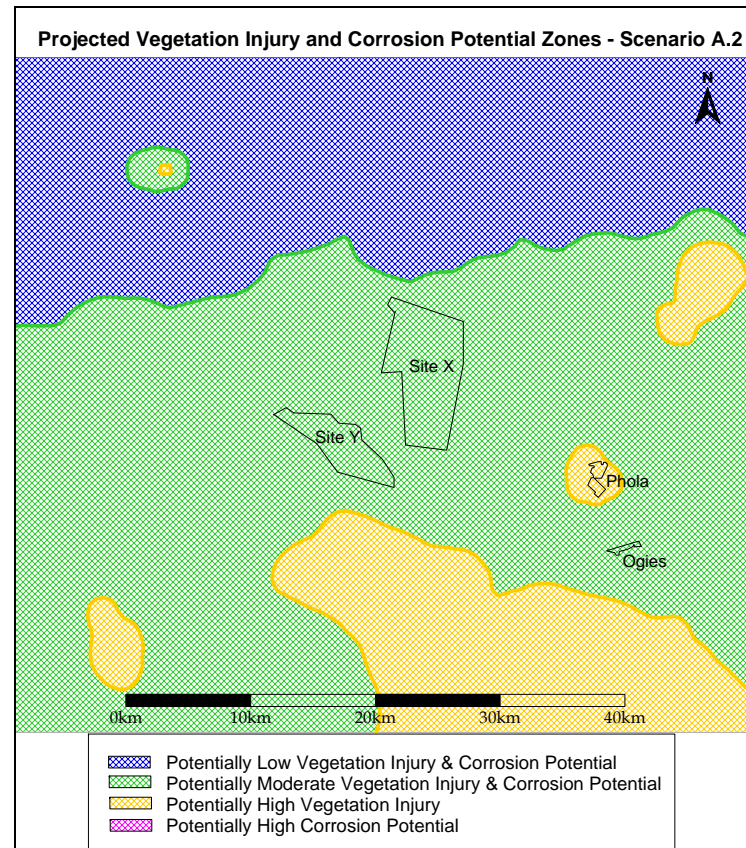 Projected Vegetation Injury and Corrosion Potential Zones - Scenario A.2
N
Site X
Site Y
Phola
Ogies
0km 10km 20km 30km 40km
Potentially Low Vegetation Injury & Corrosion Potential
Potentially Moderate Vegetation Injury & Corrosion Potential
Potentially High Vegetation Injury
Potentially High Corrosion Potential